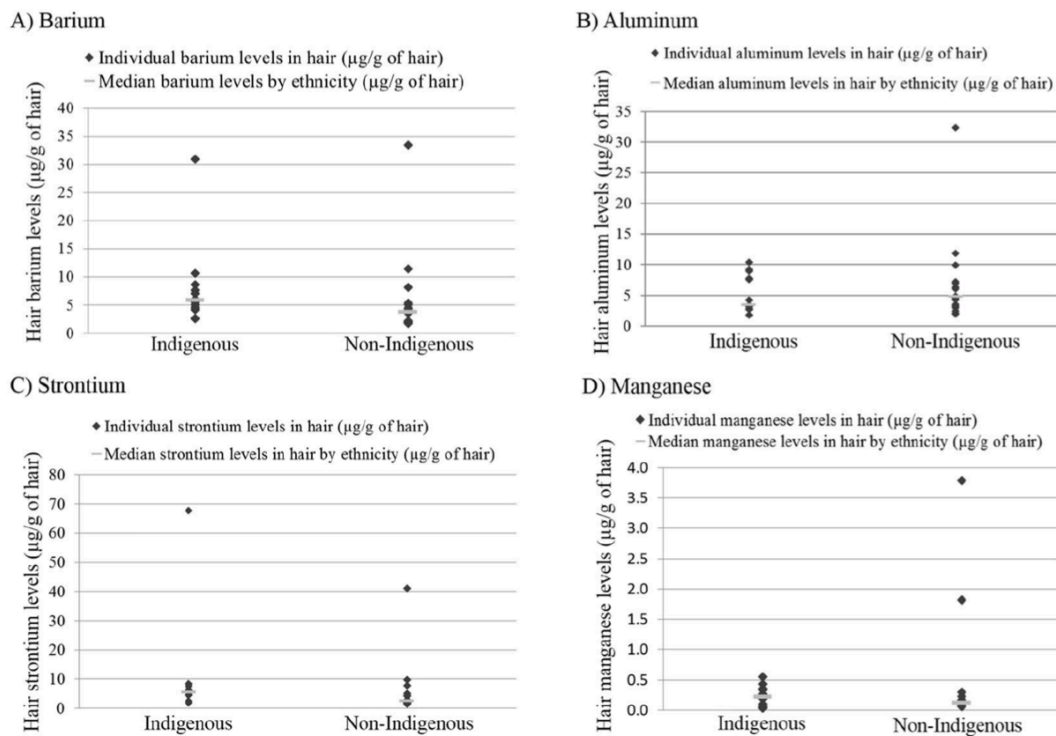 A) Barium
◆ Individual barium levels in hair (µg/g of hair)
Median barium levels by ethnicity (µg/g of hair)
Hair barium levels (µg/g of hair)
40
35
30
25
20
15
10
5
0
Indigenous Non-Indigenous
B) Aluminum
◆ Individual aluminum levels in hair (µg/g of hair)
Median aluminum levels in hair by ethnicity (µg/g of hair)
Hair aluminum levels (µg/g of hair)
35
30
25
20
15
10
5
0
Indigenous Non-Indigenous
C) Strontium
◆ Individual strontium levels in hair (µg/g of hair)
Median strontium levels in hair by ethnicity (µg/g of hair)
Hair strontium levels (µg/g of hair)
80
70
60
50
40
30
20
10
0
Indigenous Non-Indigenous
D) Manganese
◆ Individual manganese levels in hair (µg/g of hair)
Median manganese levels in hair by ethnicity (µg/g of hair)
Hair manganese levels (µg/g of hair)
4.0
3.5
3.0
2.5
2.0
1.5
1.0
0.5
0.0
Indigenous Non-Indigenous